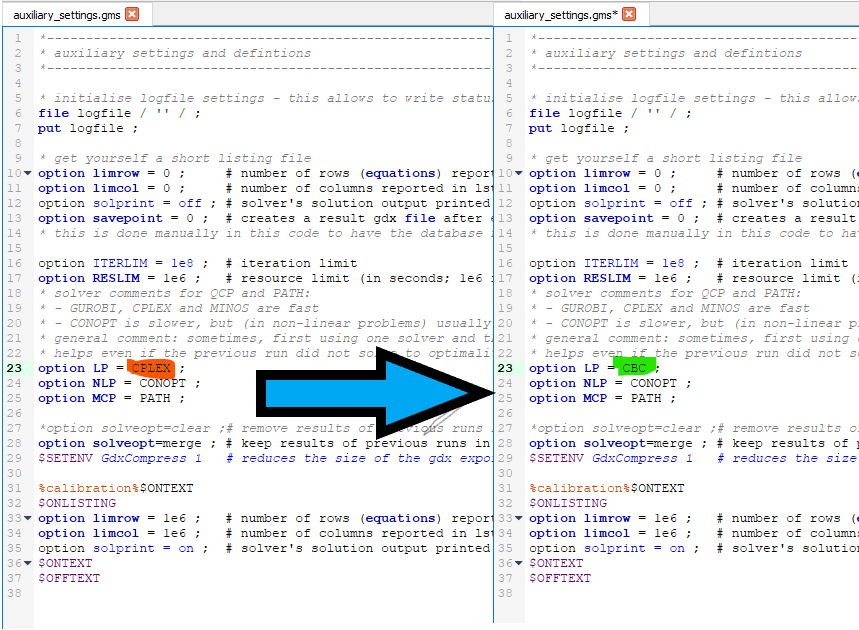 auxiliary_settings.gms
1 *--------------------------------------------------
2 * auxiliary settings and defintions
3 *--------------------------------------------------
4
5 * initialise logfile settings - this allows to write statu
6 file logfile / '' / ;
7 put logfile ;
8
9 * get yourself a short listing file
10 option limrow = 0 ; # number of rows (equations) report
11 option limcol = 0 ; # number of columns reported in lst
12 option solprint = off ; # solver's solution output printed
13 option savepoint = 0 ; # creates a result gdx file after
14 * this is done manually in this code to have the database
15
16 option ITERLIM = 1e8 ; # iteration limit
17 option RESLIM = 1e6 ; # resource limit (in seconds; 1e6
18 * solver comments for QCP and PATH:
19 * - GUROBI, CPLEX and MINOS are fast
20 * - CONOPT is slower, but (in non-linear problems) usually
21 * general comment: sometimes, first using one solver and
22 * helps even if the previous run did not to optimali
23 option LP = CPLEX ;
24 option NLP = CONOPT ;
25 option MCP = PATH ;
26
27 *option solveopt=clear ;# remove results of previous runs
28 option solveopt=merge ; # keep results of previous runs in
29 $SETENV GdxCompress 1 # reduces the size of the gdx expo
30
31 %calibration%$ONTEXT
32 $ONLISTING
33 option limrow = 1e6 ; # number of rows (equations) report
34 option limcol = 1e6 ; # number of columns reported in lst
35 option solprint = on ; # solver's solution output printed
36 $ONTEXT
37 $OFFTEXT
38
auxiliary_settings.gms*
1 *--------------------------------------------------
2 * auxiliary settings and defintions
3 *--------------------------------------------------
4
5 * initialise logfile settings - this allow
6 file logfile / '' / ;
7 put logfile ;
8
9 * get yourself a short listing file
10 option limrow = 0 ; # number of rows (e
11 option limcol = 0 ; # number of columns
12 option solprint = off ; # solver's solution
13 option savepoint = 0 ; # creates a result
14 * this is done manually in this code to hav
15
16 option ITERLIM = 1e8 ; # iteration limit
17 option RESLIM = 1e6 ; # resource limit (i
18 * solver comments for QCP and PATH:
19 * - GUROBI, CPLEX and MINOS are fast
20 * - CONOPT is slower, but (in non-linear p
21 * general comment: sometimes, first using
22 * helps even if the previous run did not so
23 option LP = CBC ;
24 option NLP = CONOPT ;
25 option MCP = PATH ;
26
27 *option solveopt=clear ;# remove results o
28 option solveopt=merge ; # keep results of p
29 $SETENV GdxCompress 1 # reduces the size
30
31 %calibration%$ONTEXT
32 $ONLISTING
33 option limrow = 1e6 ; # number of rows (e
34 option limcol = 1e6 ; # number of columns
35 option solprint = on ; # solver's solution
36 $ONTEXT
37 $OFFTEXT
38